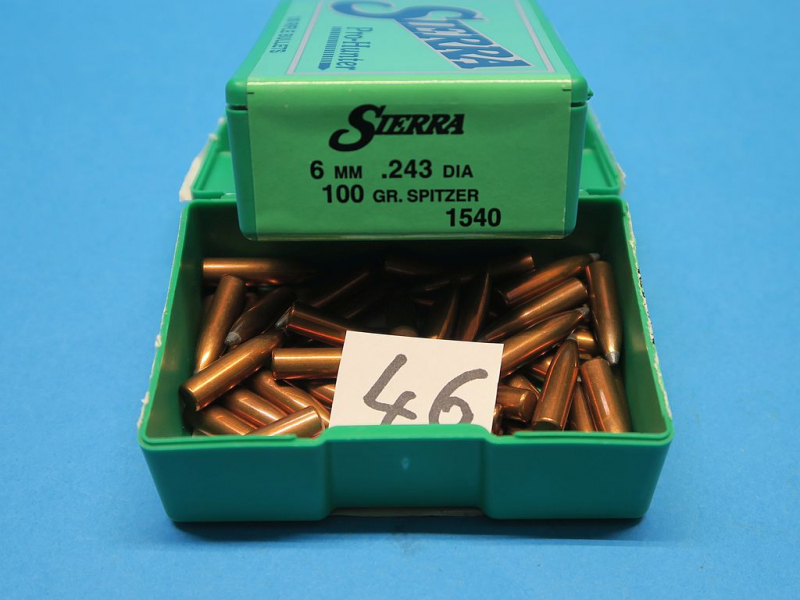 SIERRA
Pro-Hunter
SIERRA
6 MM .243 DIA
100 GR. SPITZER
1540
46